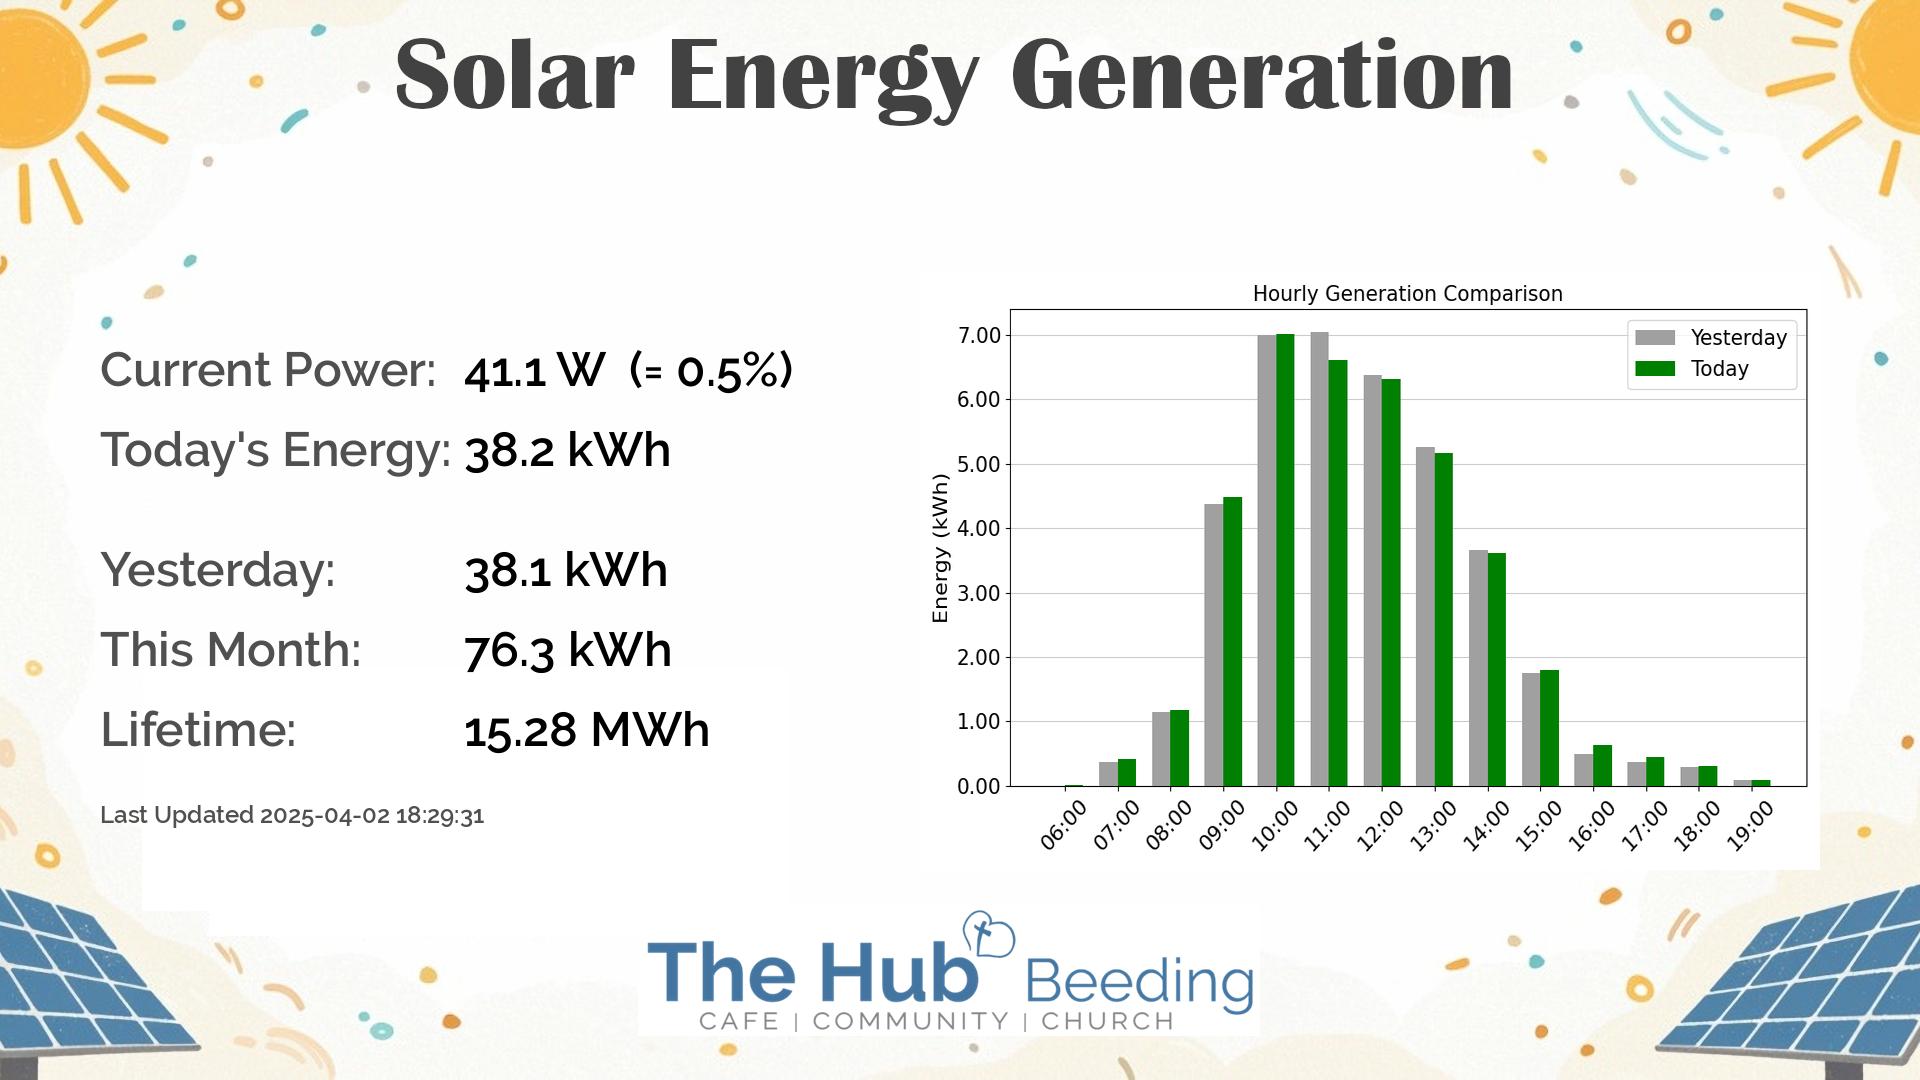 Solar Energy Generation
Current Power: 41.1 W (= 0.5%)
Today's Energy: 38.2 kWh
Yesterday: 38.1 kWh
This Month: 76.3 kWh
Lifetime: 15.28 MWh
Last Updated 2025-04-02 18:29:31
Hourly Generation Comparison
Yesterday
Today
Energy (kWh)
7.00
6.00
5.00
4.00
3.00
2.00
1.00
0.00
06:00 07:00 08:00 09:00 10:00 11:00 12:00 13:00 14:00 15:00 16:00 17:00 18:00 19:00
The Hub Beeding
CAFE | COMMUNITY | CHURCH